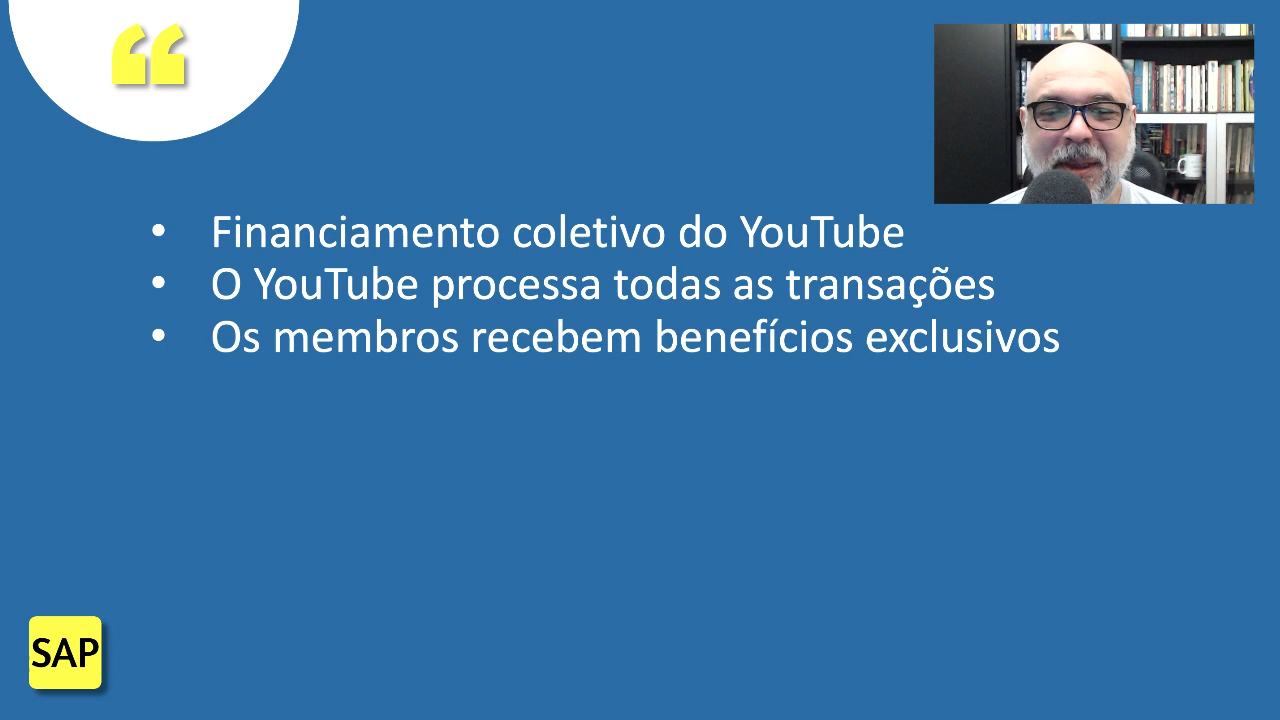 “
• Financiamento coletivo do YouTube
• O YouTube processa todas as transações
• Os membros recebem benefícios exclusivos
SAP